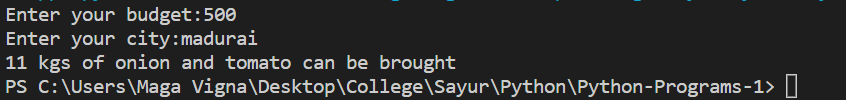 Enter your budget:500
Enter your city:madurai
11 kgs of onion and tomato can be brought
PS C:\Users\Maga Vigna\Desktop\College\Sayur\Python\Python-Programs-1>